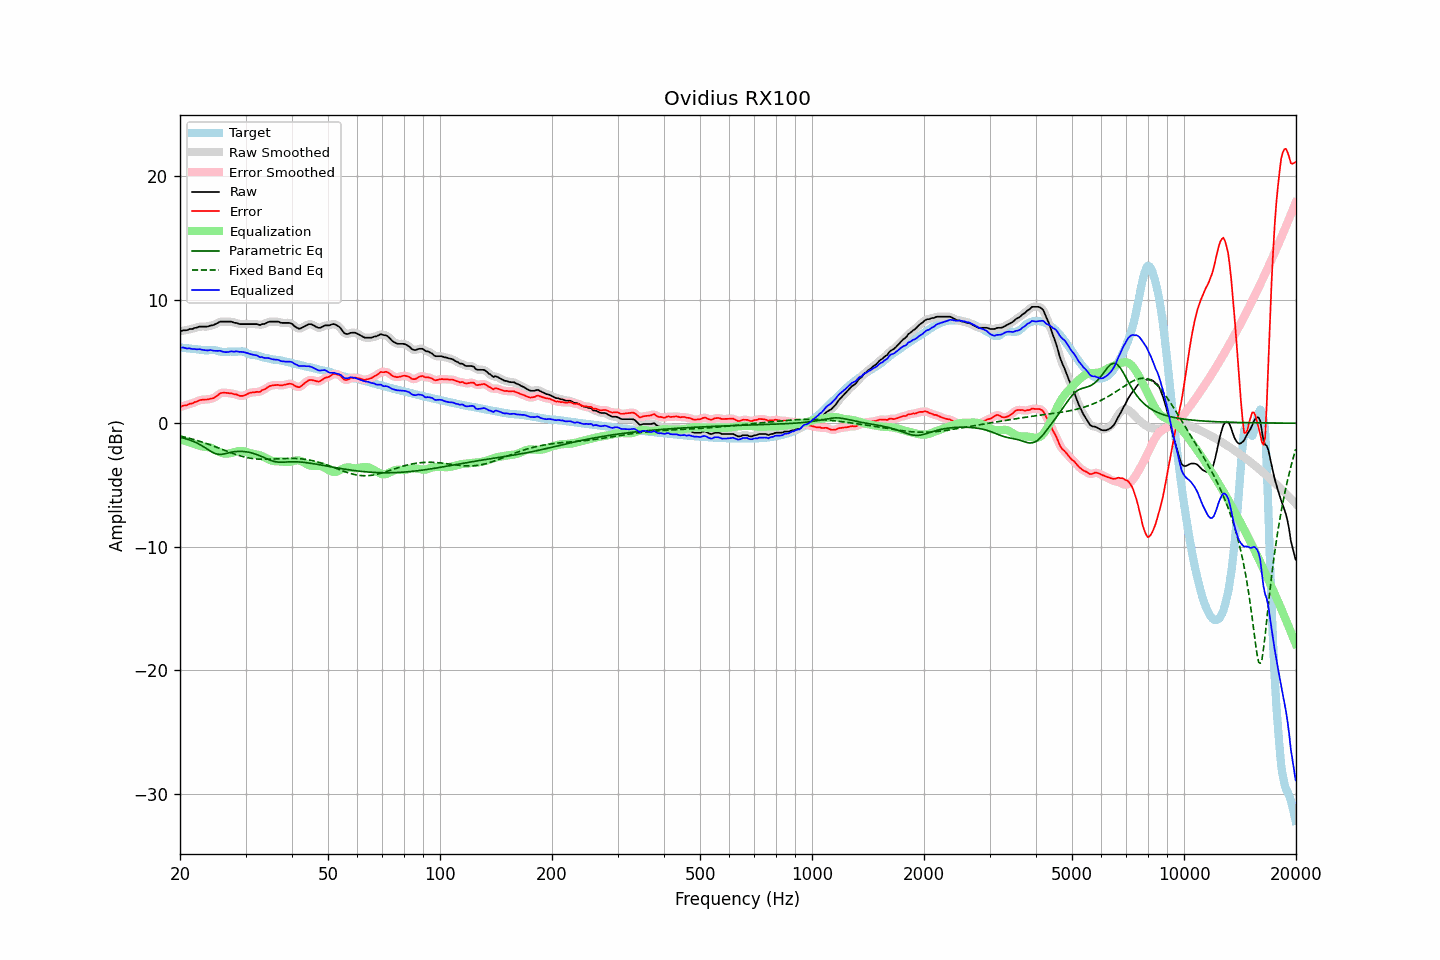 Ovidius RX100
Target
Raw Smoothed
Error Smoothed
Raw
Error
Equalization
Parametric Eq
Fixed Band Eq
Equalized
20
10
0
−10
−20
−30
Amplitude (dBr)
20 50 100 200 500 1000 2000 5000 10000 20000
Frequency (Hz)